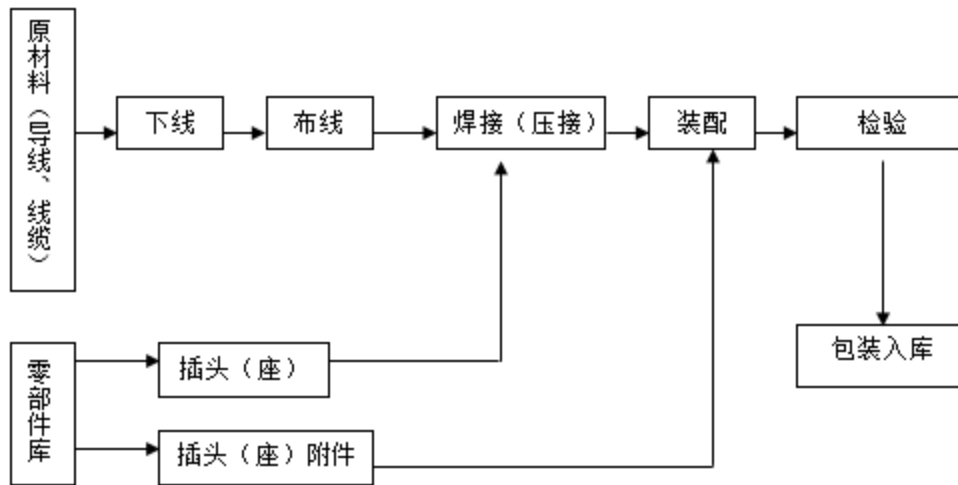 原材料（导线、线缆）
下线
布线
焊接（压接）
装配
检验
包装入库
零部件库
插头（座）
插头（座）附件